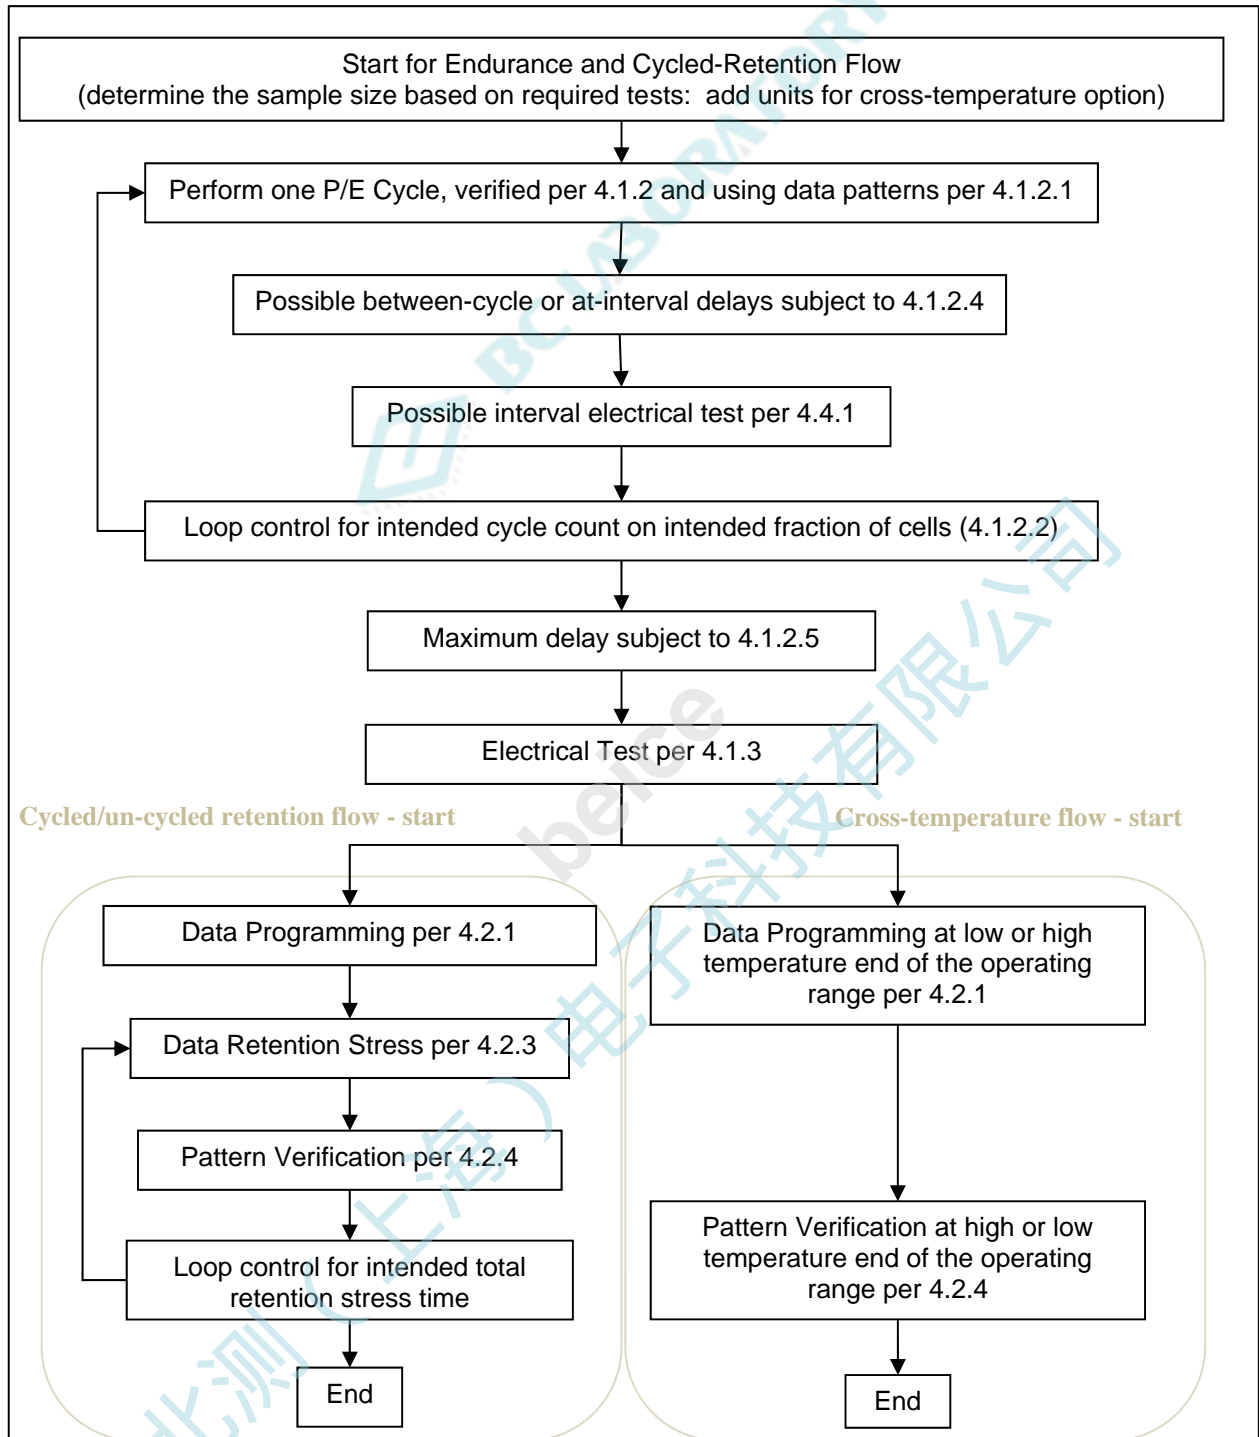 Start for Endurance and Cycled-Retention Flow
(determine the sample size based on required tests: add units for cross-temperature option)
Perform one P/E Cycle, verified per 4.1.2 and using data patterns per 4.1.2.1
Possible between-cycle or at-interval delays subject to 4.1.2.4
Possible interval electrical test per 4.4.1
Loop control for intended cycle count on intended fraction of cells (4.1.2.2)
Maximum delay subject to 4.1.2.5
Electrical Test per 4.1.3
Cycled/un-cycled retention flow - start
Data Programming per 4.2.1
Data Retention Stress per 4.2.3
Pattern Verification per 4.2.4
Loop control for intended total
retention stress time
End
Cross-temperature flow - start
Data Programming at low or high
temperature end of the operating
range per 4.2.1
Pattern Verification at high or low
temperature end of the operating
range per 4.2.4
End
BC LABORATORY
beice
北测（上海）电子科技有限公司